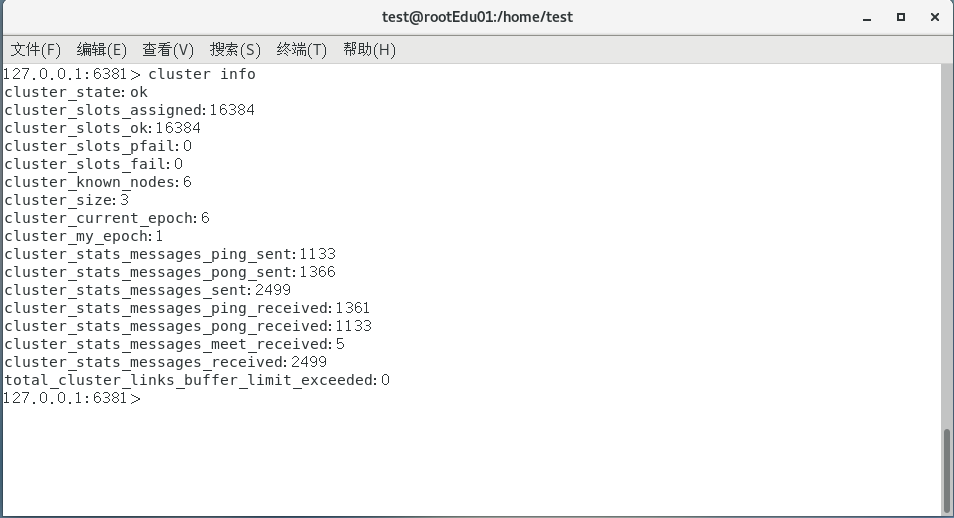 test@rootEdu01:/home/test
文件(F) 编辑(E) 查看(V) 搜索(S) 终端(T) 帮助(H)
127.0.0.1:6381> cluster info
cluster_state:ok
cluster_slots_assigned:16384
cluster_slots_ok:16384
cluster_slots_pfail:0
cluster_slots_fail:0
cluster_known_nodes:6
cluster_size:3
cluster_current_epoch:6
cluster_my_epoch:1
cluster_stats_messages_ping_sent:1133
cluster_stats_messages_pong_sent:1366
cluster_stats_messages_sent:2499
cluster_stats_messages_ping_received:1361
cluster_stats_messages_pong_received:1133
cluster_stats_messages_meet_received:5
cluster_stats_messages_received:2499
total_cluster_links_buffer_limit_exceeded:0
127.0.0.1:6381>